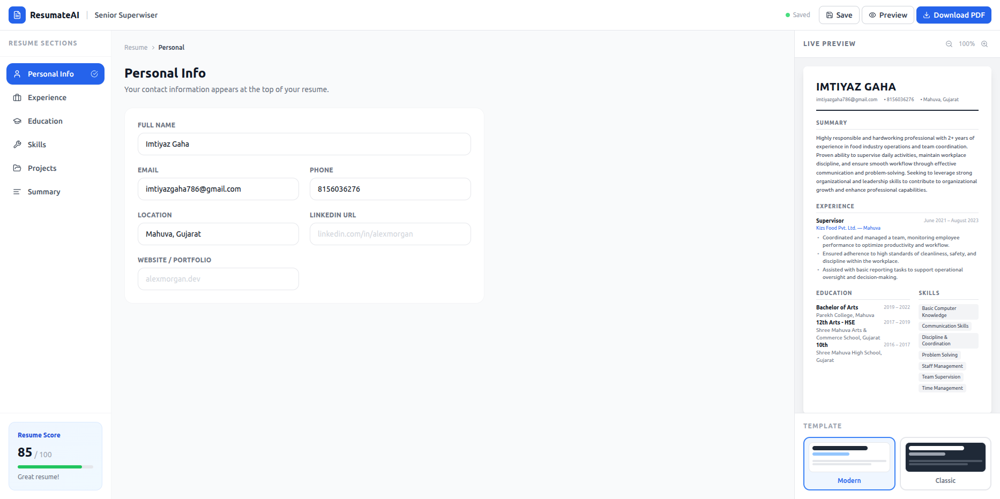 ResumateAI | Senior Superwiser
Saved
Save
Preview
Download PDF
RESUME SECTIONS
Personal Info
Experience
Education
Skills
Projects
Summary
Resume Score
85 / 100
Great resume!
Resume > Personal
Personal Info
Your contact information appears at the top of your resume.
FULL NAME
Imtiyaz Gaha
EMAIL
imtiyazgaha786@gmail.com
PHONE
8156036276
LOCATION
Mahuva, Gujarat
LINKEDIN URL
linkedin.com/in/alexmorgan
WEBSITE / PORTFOLIO
alexmorgan.dev
LIVE PREVIEW
100%
IMTIYAZ GAHA
imtiyazgaha786@gmail.com • 8156036276 • Mahuva, Gujarat
SUMMARY
Highly responsible and hardworking professional with 2+ years of
experience in food industry operations and team coordination.
Proven ability to supervise daily activities, maintain workplace
discipline, and ensure smooth workflow through effective
communication and problem-solving. Seeking to leverage strong
organizational and leadership skills to contribute to organizational
growth and enhance professional capabilities.
EXPERIENCE
Supervisor June 2021 – August 2023
Kizs Food Pvt. Ltd. — Mahuva
• Coordinated and managed a team, monitoring employee
performance to optimize productivity and workflow.
• Ensured adherence to high standards of cleanliness, safety, and
discipline within the workplace.
• Assisted with basic reporting tasks to support operational
oversight and decision-making.
EDUCATION
Bachelor of Arts 2019 – 2022
Parekh College, Mahuva
12th Arts - HSE 2017 – 2019
Shree Mahuva Arts &
Commerce School, Gujarat
10th 2016 – 2017
Shree Mahuva High School,
Gujarat
SKILLS
Basic Computer
Knowledge
Communication Skills
Discipline &
Coordination
Problem Solving
Staff Management
Team Supervision
Time Management
TEMPLATE
Modern
Classic